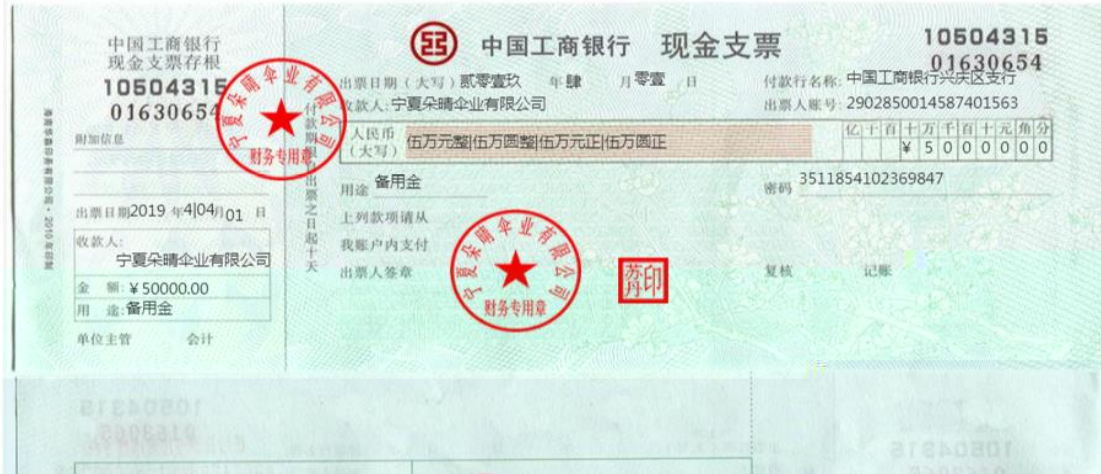 中国工商银行
现金支票存根
10504315
01630654
附加信息
出票日期2019 年4|04月01 日
收款人:
宁夏朵晴伞业有限公司
金 额:¥50000.00
用 途:备用金
单位主管 会计
付款期限自出票之日起十天
中国工商银行 现金支票
10504315
01630654
出票日期(大写)贰零壹玖 年肆 月零壹 日
付款行名称:中国工商银行兴庆区支行
收款人:宁夏朵晴伞业有限公司
出票人账号:2902850014587401563
人民币
(大写)
伍万元整|伍万圆整|伍万元正|伍万圆正
亿千百十万千百十元角分
¥5000000
用途 备用金
密码 3511854102369847
上列款项请从
我账户内支付
出票人签章
复核 记账
宁夏朵晴伞业有限公司
财务专用章
宁夏朵晴伞业有限公司
财务专用章
苏丹印